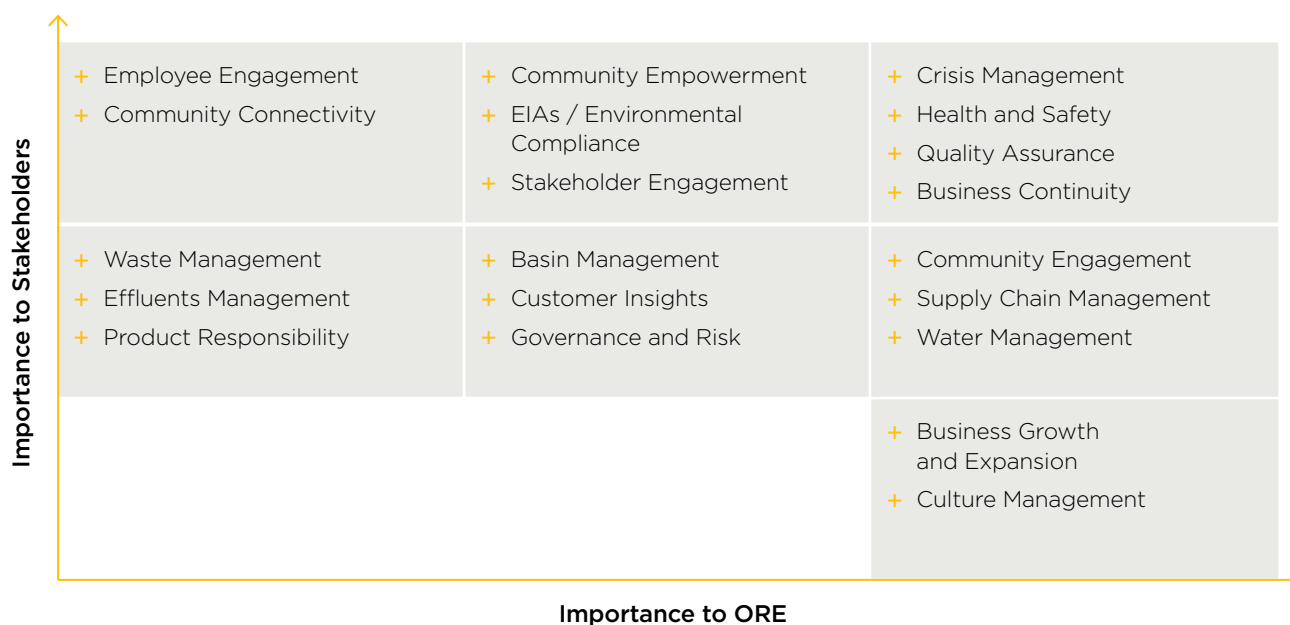 Importance to Stakeholders
+ Employee Engagement
+ Community Connectivity
+ Community Empowerment
+ EIAs / Environmental
Compliance
+ Stakeholder Engagement
+ Crisis Management
+ Health and Safety
+ Quality Assurance
+ Business Continuity
+ Waste Management
+ Effluents Management
+ Product Responsibility
+ Basin Management
+ Customer Insights
+ Governance and Risk
+ Community Engagement
+ Supply Chain Management
+ Water Management
+ Business Growth
and Expansion
+ Culture Management
Importance to ORE